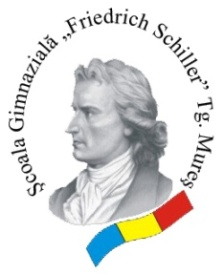 Școala Gimnazială „Friedrich Schiller” Tg. Mureș